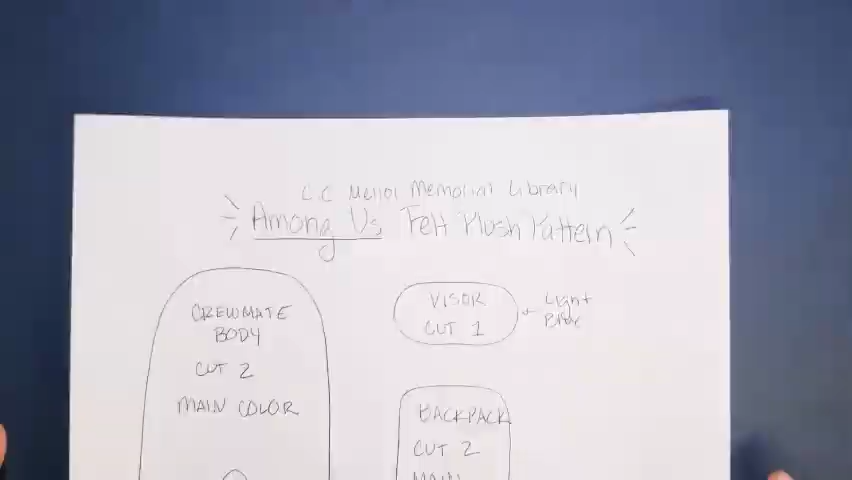 C.C Mellor Memorial Library
Among Us Felt Plush Pattern
CREWMATE
BODY
CUT 2
MAIN COLOR
VISOR
CUT 1
Light
Blue
BACKPACK
CUT 2
MAIN